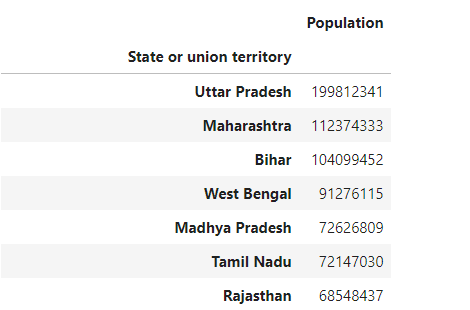 Population
State or union territory
Uttar Pradesh 199812341
Maharashtra 112374333
Bihar 104099452
West Bengal 91276115
Madhya Pradesh 72626809
Tamil Nadu 72147030
Rajasthan 68548437